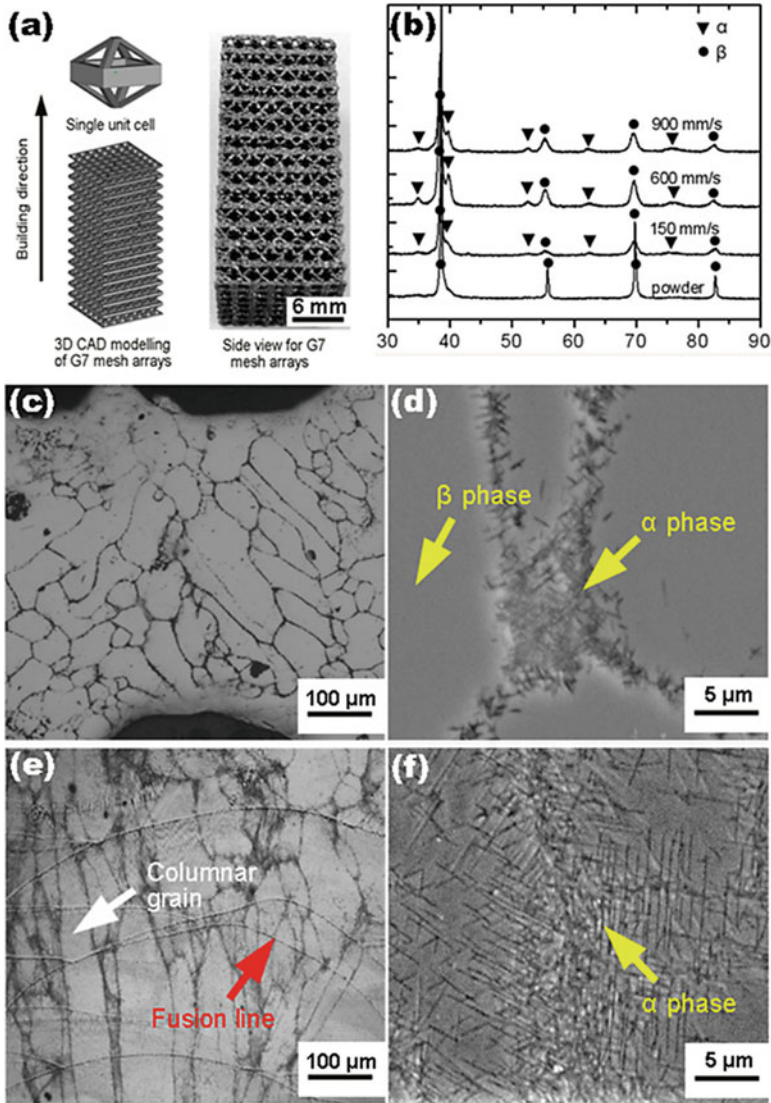 (a)
Building direction
Single unit cell
3D CAD modelling
of G7 mesh arrays
6 mm
Side view for G7
mesh arrays
(b)
α
β
900 mm/s
600 mm/s
150 mm/s
powder
30 40 50 60 70 80 90
(c)
100 µm
(d)
β phase
α phase
5 µm
(e)
Columnar
grain
Fusion line
100 µm
(f)
α phase
5 µm